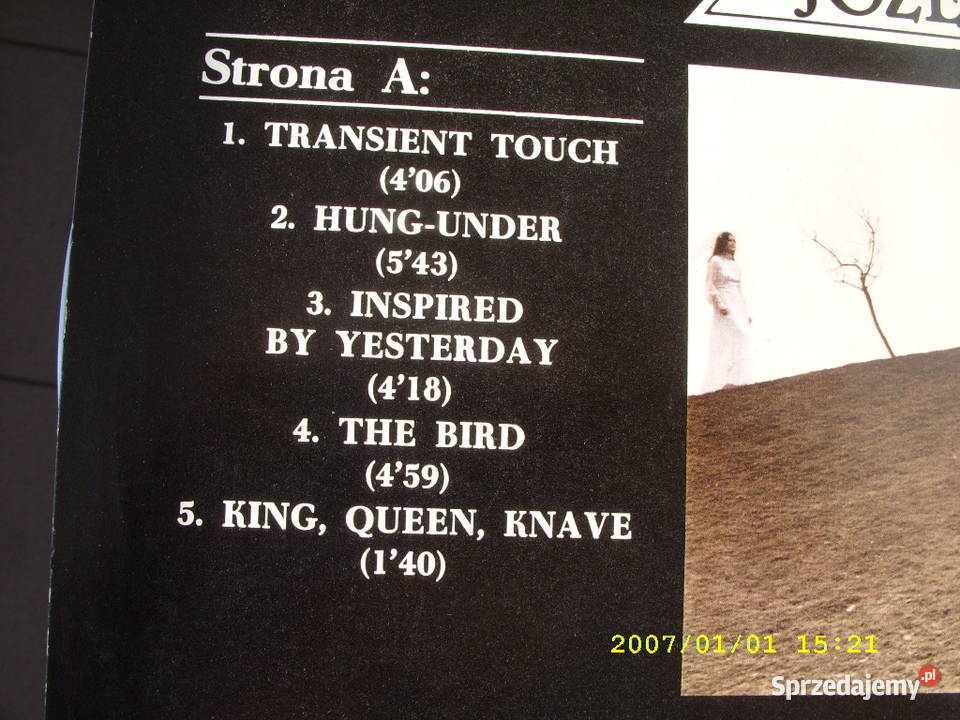 Strona A:
1. TRANSIENT TOUCH
(4'06)
2. HUNG-UNDER
(5'43)
3. INSPIRED
BY YESTERDAY
(4'18)
4. THE BIRD
(4'59)
5. KING, QUEEN, KNAVE
(1'40)
2007/01/01 15:21
Sprzedajemy.pl